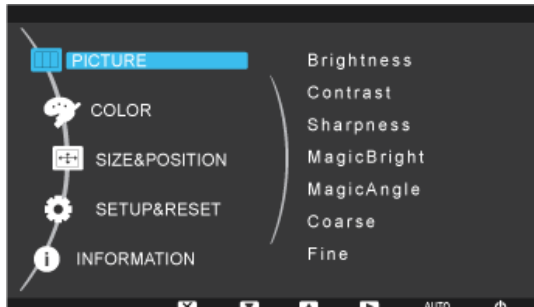 PICTURE
COLOR
SIZE&POSITION
SETUP&RESET
INFORMATION
Brightness
Contrast
Sharpness
MagicBright
MagicAngle
Coarse
Fine
AUTO